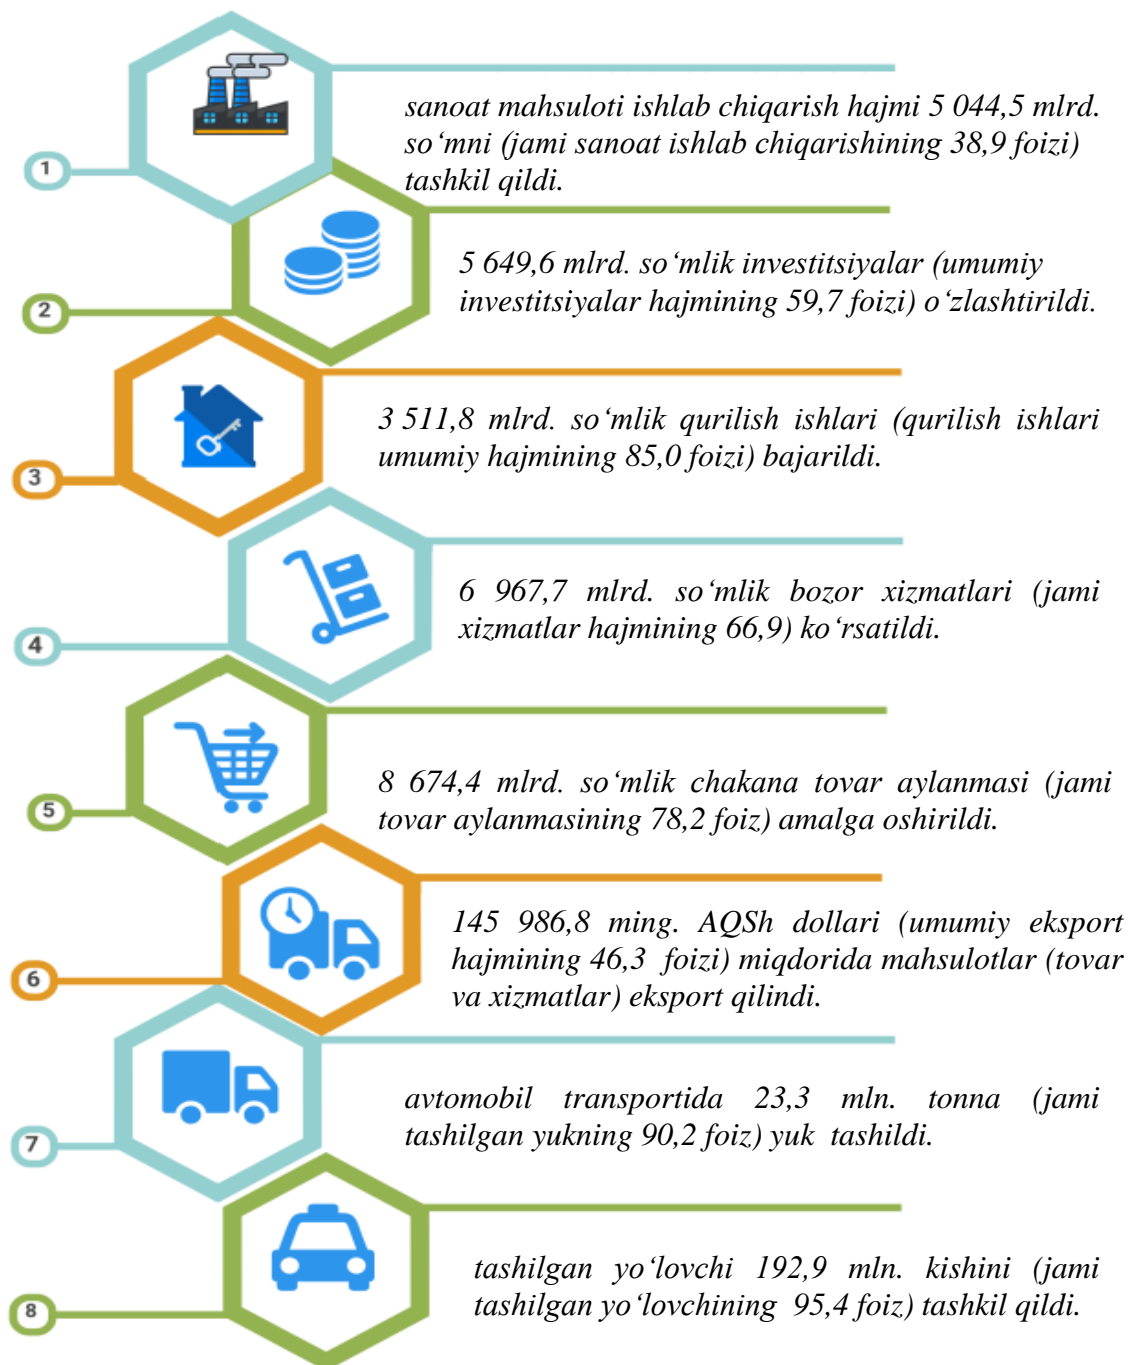 1
sanoat mahsuloti ishlab chiqarish hajmi 5 044,5 mlrd.
so‘mni (jami sanoat ishlab chiqarishining 38,9 foizi)
tashkil qildi.
2
5 649,6 mlrd. so‘mlik investitsiyalar (umumiy
investitsiyalar hajmining 59,7 foizi) o‘zlashtirildi.
3
3 511,8 mlrd. so‘mlik qurilish ishlari (qurilish ishlari
umumiy hajmining 85,0 foizi) bajarildi.
4
6 967,7 mlrd. so‘mlik bozor xizmatlari (jami
xizmatlar hajmining 66,9) ko‘rsatildi.
5
8 674,4 mlrd. so‘mlik chakana tovar aylanmasi (jami
tovar aylanmasining 78,2 foiz) amalga oshirildi.
6
145 986,8 ming. AQSh dollari (umumiy eksport
hajmining 46,3 foizi) miqdorida mahsulotlar (tovar
va xizmatlar) eksport qilindi.
7
avtomobil transportida 23,3 mln. tonna (jami
tashilgan yukning 90,2 foiz) yuk tashildi.
8
tashilgan yo‘lovchi 192,9 mln. kishini (jami
tashilgan yo‘lovchining 95,4 foiz) tashkil qildi.